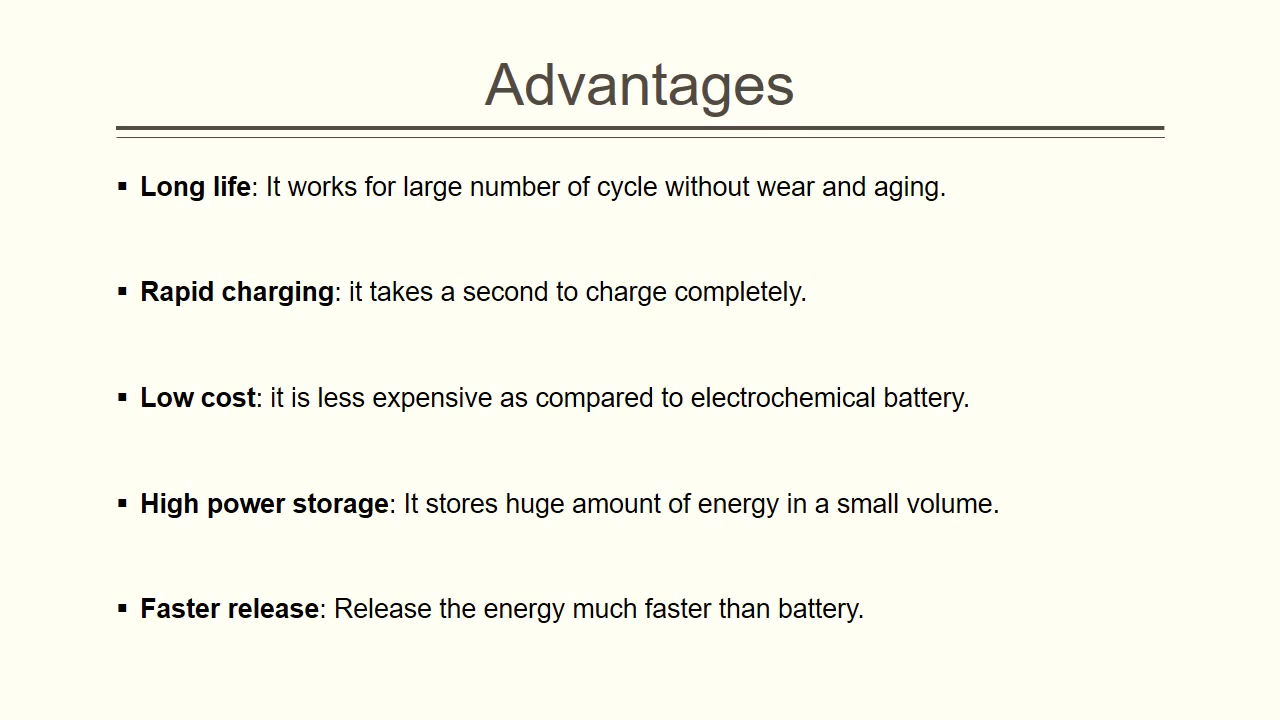 Advantages
▪ Long life: It works for large number of cycle without wear and aging.
▪ Rapid charging: it takes a second to charge completely.
▪ Low cost: it is less expensive as compared to electrochemical battery.
▪ High power storage: It stores huge amount of energy in a small volume.
▪ Faster release: Release the energy much faster than battery.